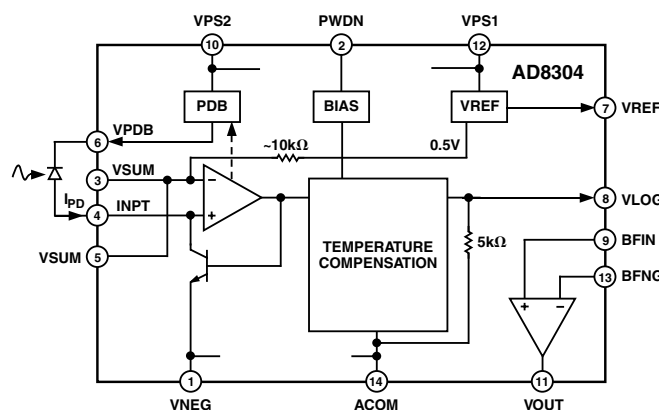 VPS2
PWDN
VPS1
10
2
12
AD8304
PDB
BIAS
VREF
7
VREF
6
VPDB
~10kΩ
0.5V
3
VSUM
−
IPD
4
INPT
+
8
VLOG
TEMPERATURE
COMPENSATION
5kΩ
9
BFIN
VSUM
5
13
BFNG
+
−
1
14
11
VNEG
ACOM
VOUT